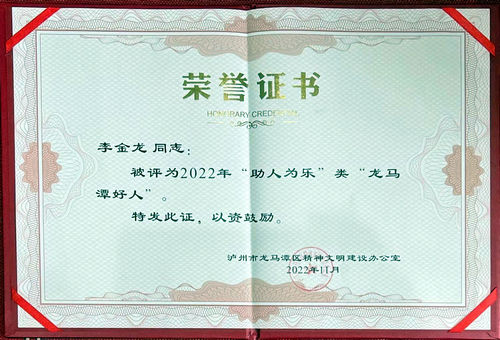 荣誉证书
HONORARY CREDENTIAL
李金龙 同志：
被评为2022年“助人为乐”类“龙马
潭好人”。
特发此证，以资鼓励。
泸州市龙马潭区精神文明建设办公室
2022年11月